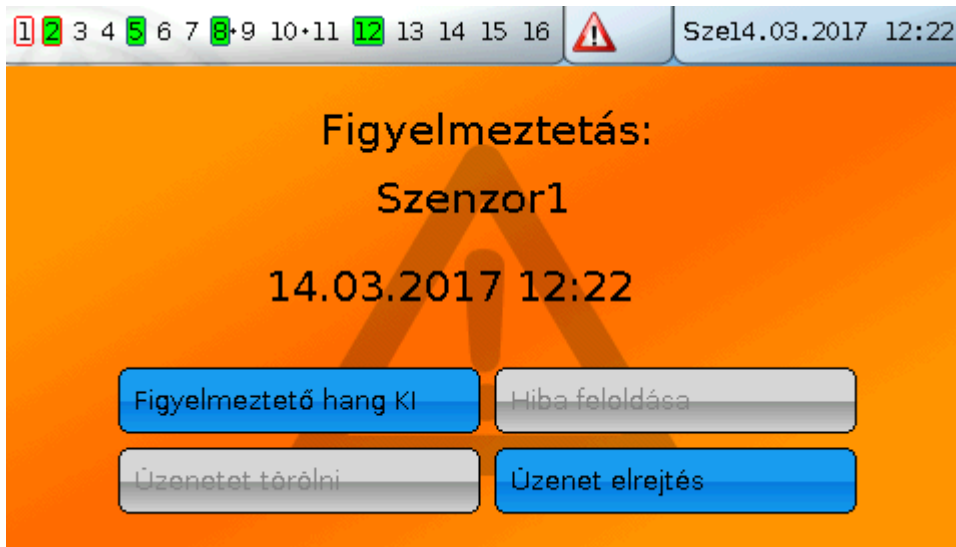 1 2 3 4 5 6 7 8+9 10+11 12 13 14 15 16 Sze14.03.2017 12:22
Figyelmeztetás:
Szenzor1
14.03.2017 12:22
Figyelmeztető hang KI Hiba feloldása
Üzenetet törölni Üzenet elrejtés